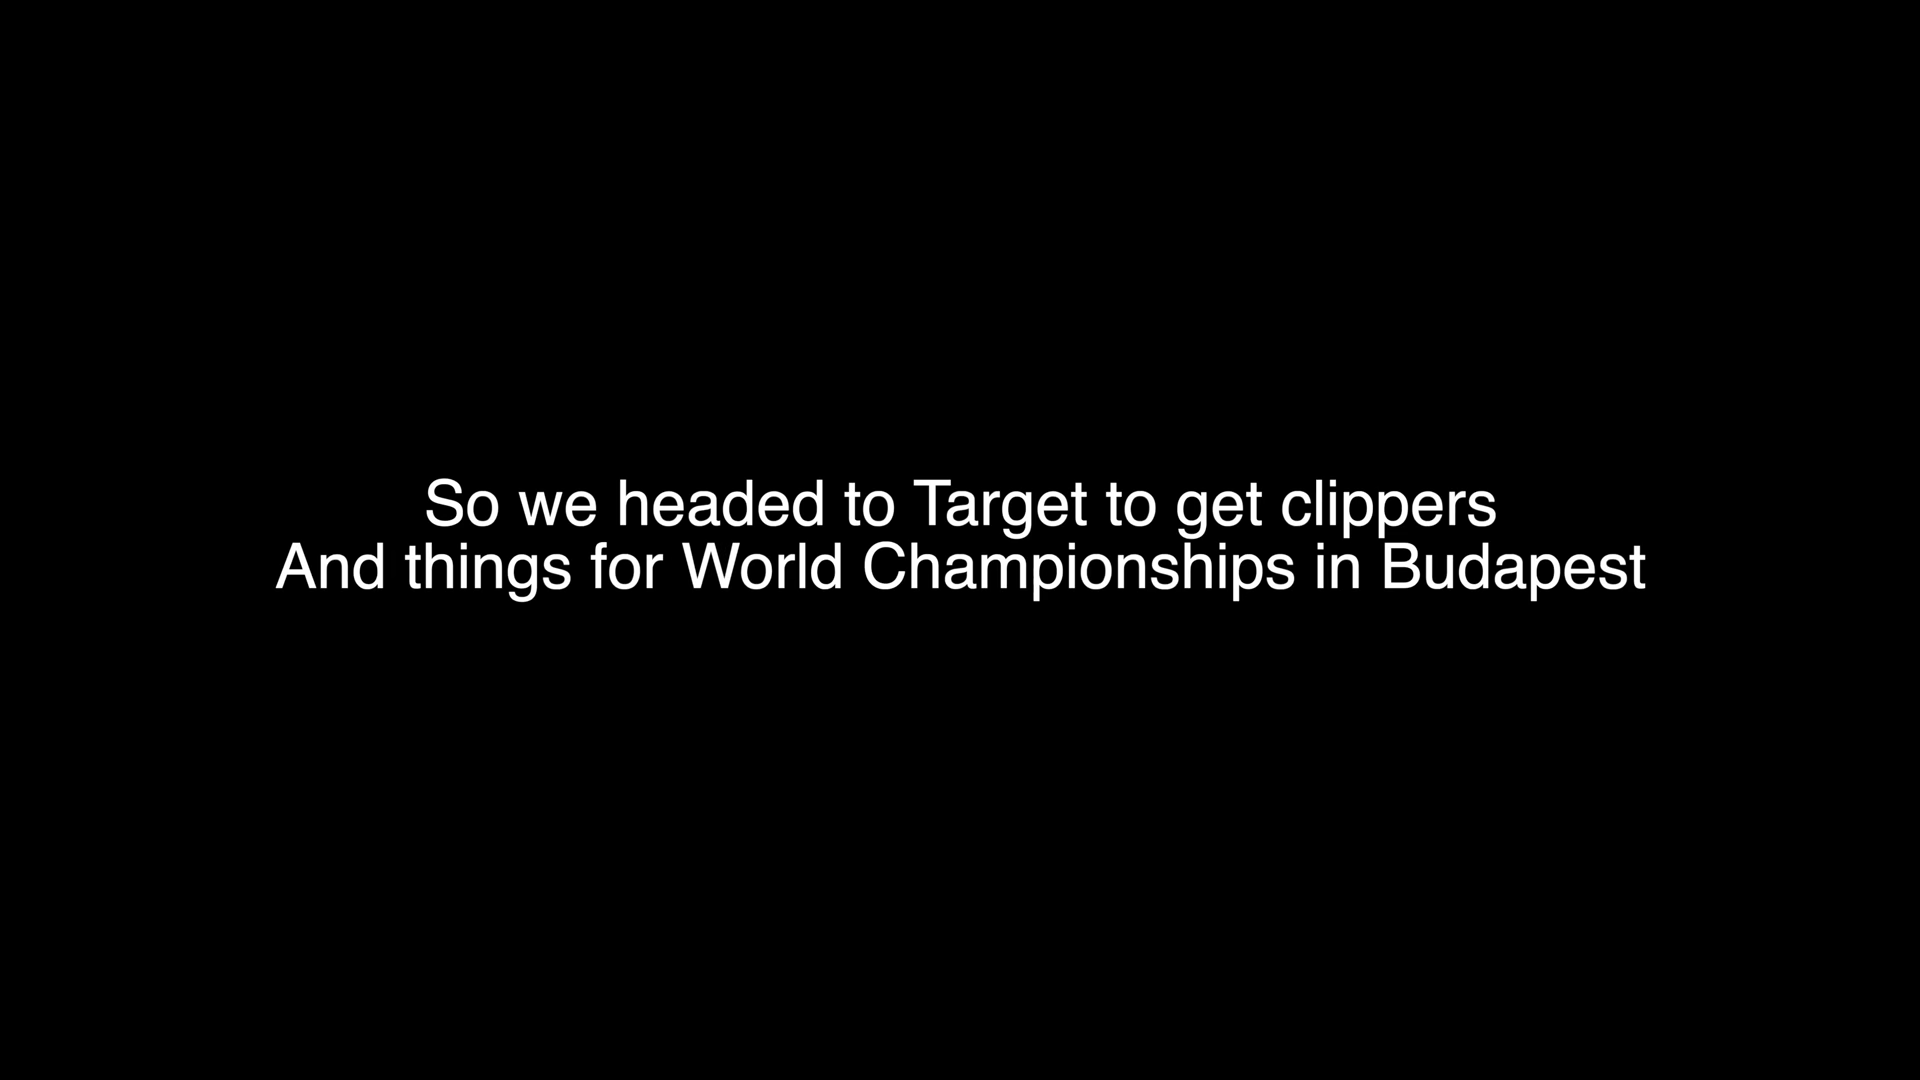 So we headed to Target to get clippers
And things for World Championships in Budapest